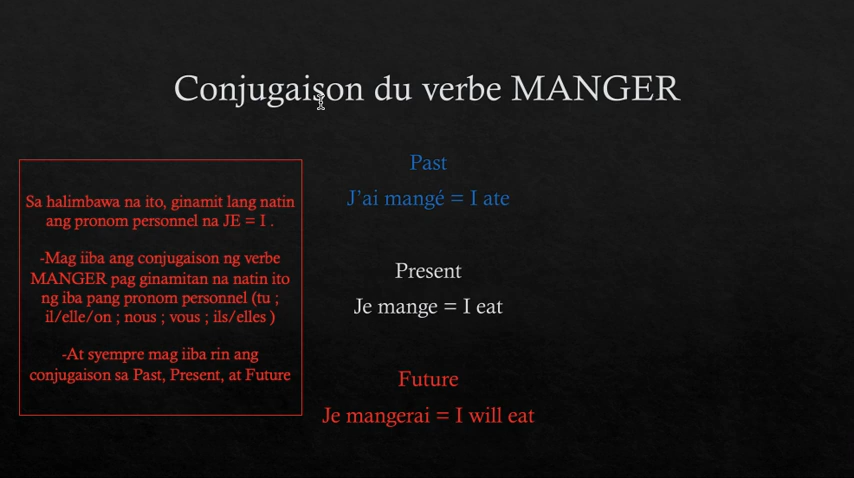 Conjugaison du verbe MANGER
Sa halimbawa na ito, ginamit lang natin
ang pronom personnel na JE = I .
-Mag iiba ang conjugaison ng verbe
MANGER pag ginamitan na natin ito
ng iba pang pronom personnel (tu ;
il/elle/on ; nous ; vous ; ils/elles )
-At syempre mag iiba rin ang
conjugaison sa Past, Present, at Future
Past
J’ai mangé = I ate
Present
Je mange = I eat
Future
Je mangerai = I will eat